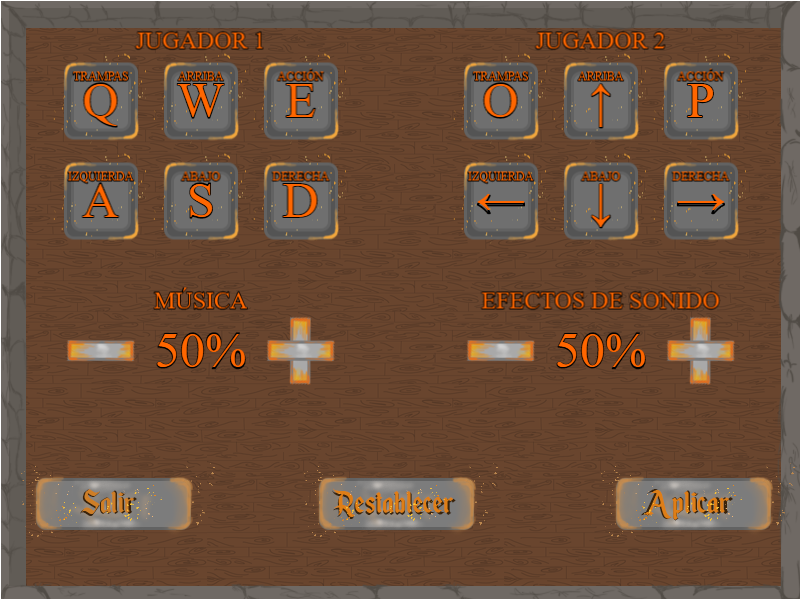 JUGADOR 1
TRAMPAS ARRIBA ACCIÓN
Q W E
IZQUIERDA ABAJO DERECHA
A S D
JUGADOR 2
TRAMPAS ARRIBA ACCIÓN
O ↑ P
IZQUIERDA ABAJO DERECHA
← ↓ →
MÚSICA
50%
EFECTOS DE SONIDO
50%
Salir
Restablecer
Aplicar